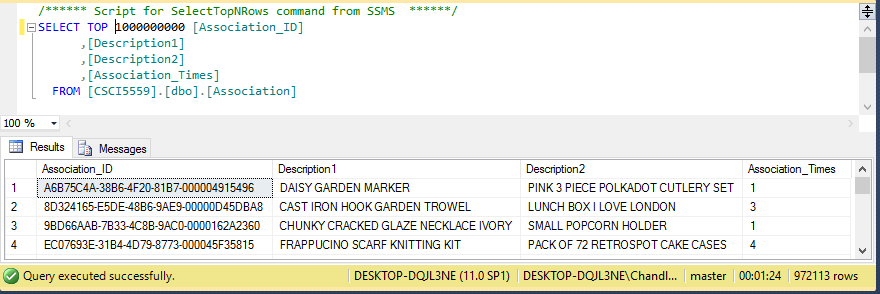 /****** Script for SelectTopNRows command from SSMS ******/
SELECT TOP 1000000000 [Association_ID]
,[Description1]
,[Description2]
,[Association_Times]
FROM [CSCI5559].[dbo].[Association]
100 %
Results Messages
Association_ID Description1 Description2 Association_Times
1 A6B75C4A-38B6-4F20-81B7-000004915496 DAISY GARDEN MARKER PINK 3 PIECE POLKADOT CUTLERY SET 1
2 8D324165-E5DE-48B6-9AE9-00000D45DBA8 CAST IRON HOOK GARDEN TROWEL LUNCH BOX I LOVE LONDON 3
3 9BD66AAB-7B33-4C8B-9AC0-0000162A2360 CHUNKY CRACKED GLAZE NECKLACE IVORY SMALL POPCORN HOLDER 1
4 EC07693E-31B4-4D79-8773-000045F35815 FRAPPUCINO SCARF KNITTING KIT PACK OF 72 RETROSPOT CAKE CASES 4
Query executed successfully. DESKTOP-DQJL3NE (11.0 SP1) DESKTOP-DQJL3NE\Chandl... master 00:01:24 972113 rows